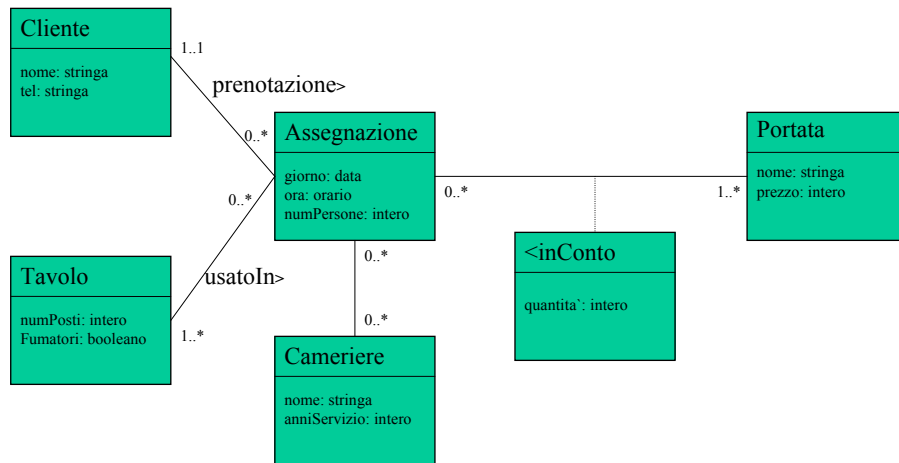 Cliente
nome: stringa
tel: stringa
1..1
prenotazione>
0..*
Assegnazione
giorno: data
ora: orario
numPersone: intero
0..*
1..*
Portata
nome: stringa
prezzo: intero
<inConto
quantita`: intero
0..*
usatoIn>
Tavolo
numPosti: intero
Fumatori: booleano
1..*
0..*
0..*
Cameriere
nome: stringa
anniServizio: intero